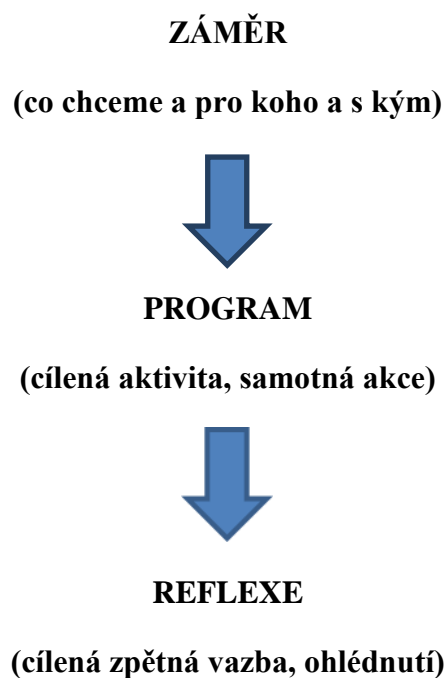 ZÁMĚR
(co chceme a pro koho a s kým)
PROGRAM
(cílená aktivita, samotná akce)
REFLEXE
(cílená zpětná vazba, ohlédnutí)